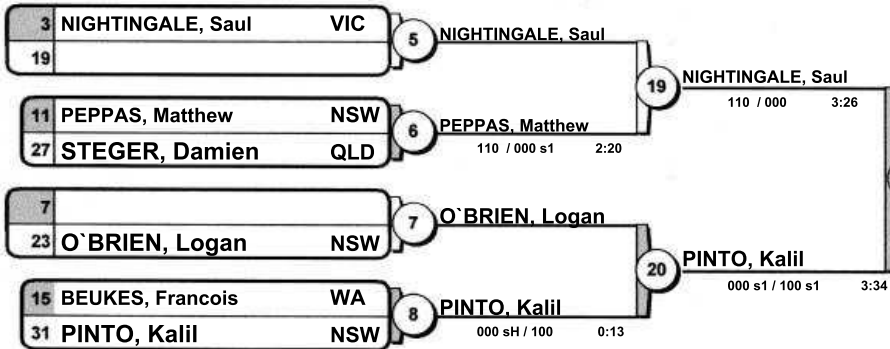 3 NIGHTINGALE, Saul VIC
19
5
NIGHTINGALE, Saul
11 PEPPAS, Matthew NSW
27 STEGER, Damien QLD
6
PEPPAS, Matthew
110 / 000 s1 2:20
19
NIGHTINGALE, Saul
110 / 000 3:26
7
23 O`BRIEN, Logan NSW
7
O`BRIEN, Logan
15 BEUKES, Francois WA
31 PINTO, Kalil NSW
8
PINTO, Kalil
000 sH / 100 0:13
20
PINTO, Kalil
000 s1 / 100 s1 3:34